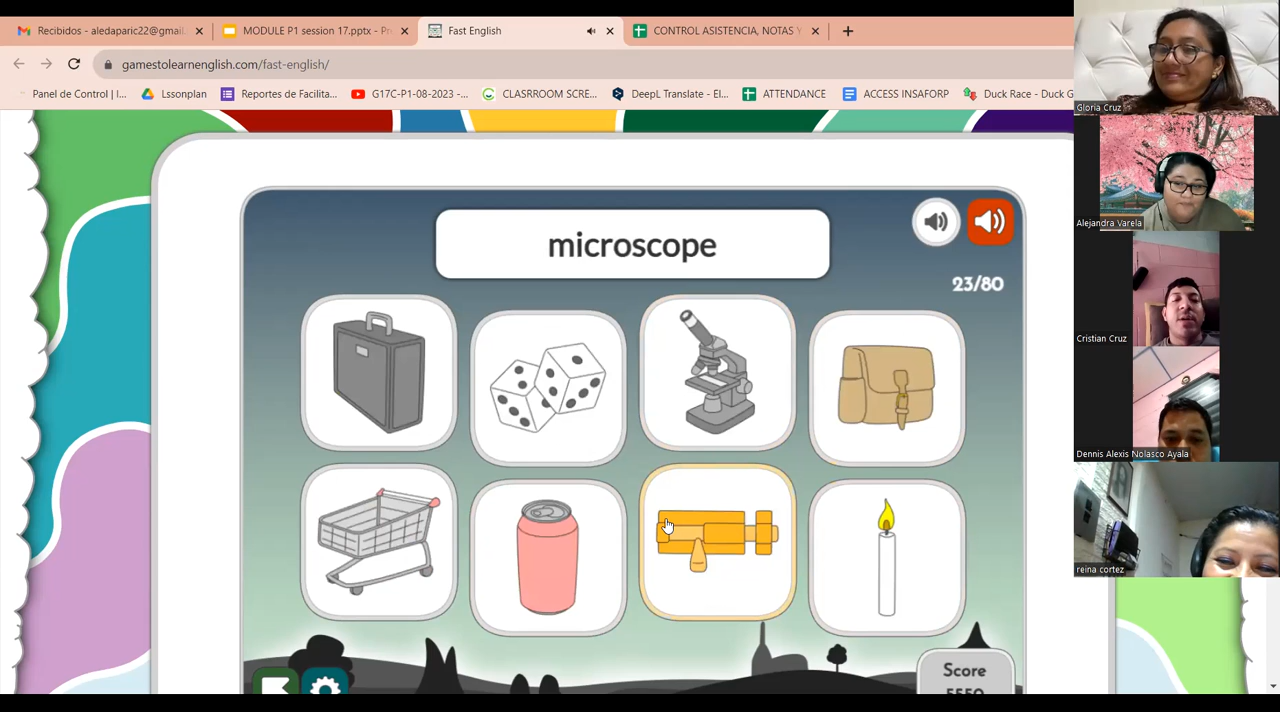 Recibidos - aledaparic22@gmail.
MODULE P1 session 17.pptx - Pr
Fast English
CONTROL ASISTENCIA, NOTAS Y
gamestolearnenglish.com/fast-english/
Panel de Control | I...
Lssonplan
Reportes de Facilita...
G17C-P1-08-2023 -...
CLASRROOM SCRE...
DeepL Translate - El...
ATTENDANCE
ACCESS INSAFORP
Duck Race - Duck G
microscope
23/80
Score
5550
Gloria Cruz
Alejandra Varela
Cristian Cruz
Dennis Alexis Nolasco Ayala
reina cortez